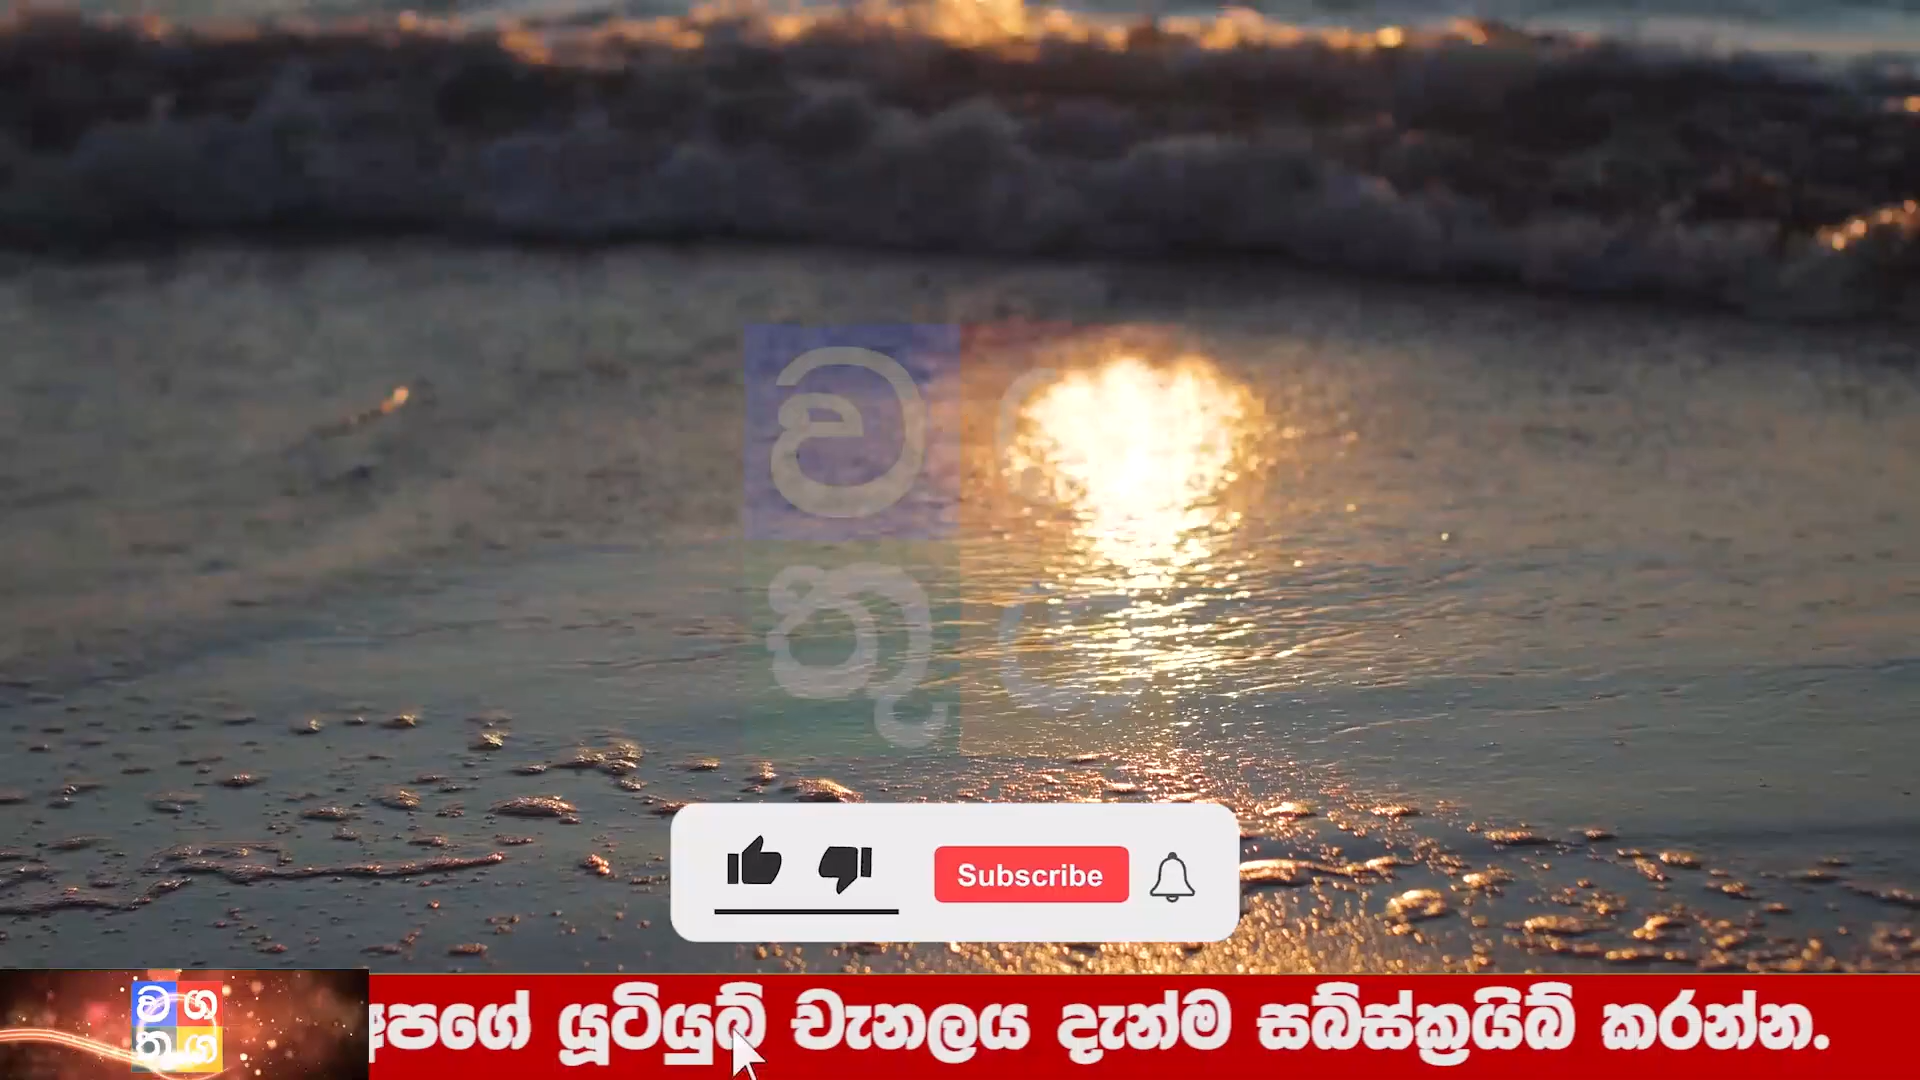 ව
තු
Subscribe
ව ග
තු ග
අපගේ යූටියුබ් චැනලය දැන්ම සබ්ස්ක්‍රයිබ් කරන්න.